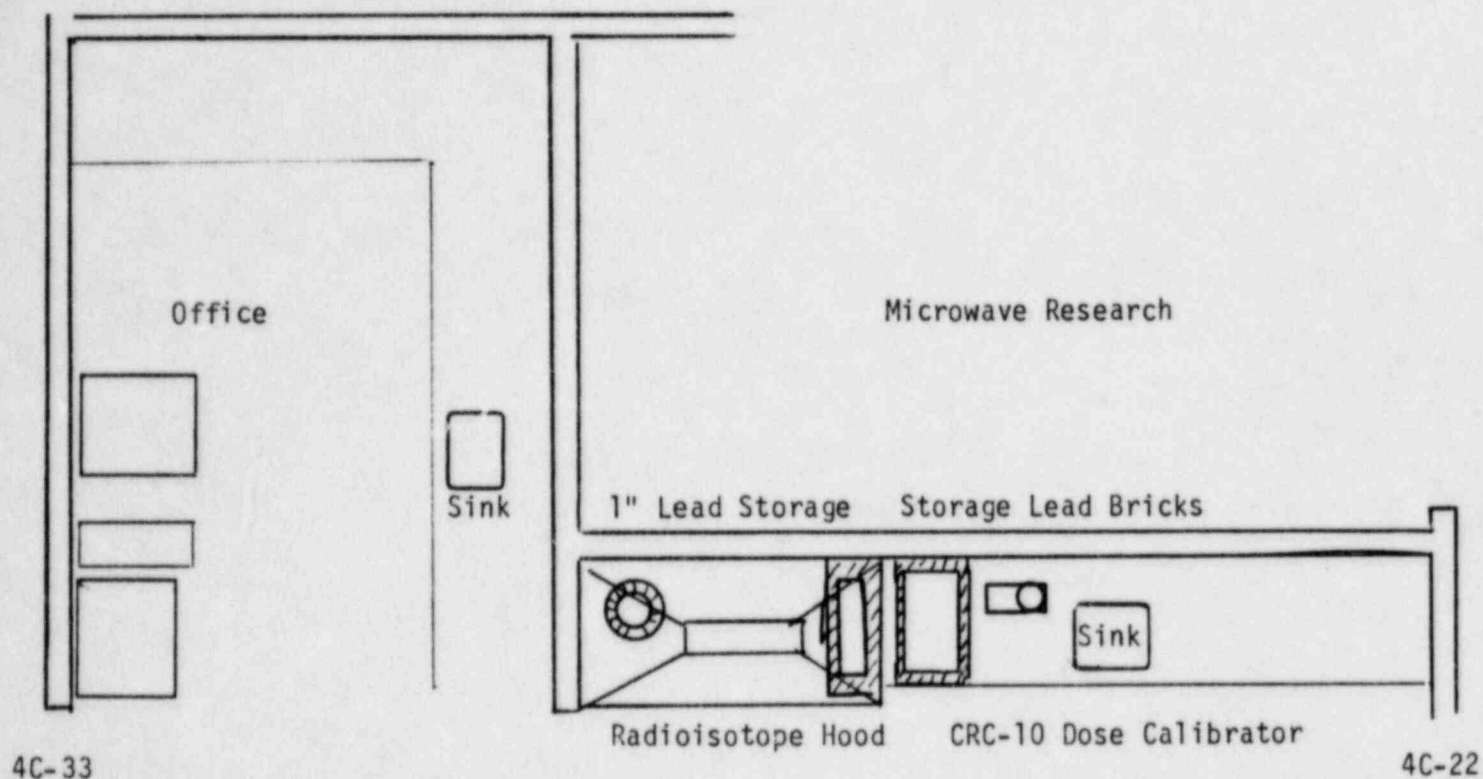 Office
Microwave Research
Sink
1" Lead Storage
Storage Lead Bricks
Sink
Radioisotope Hood
CRC-10 Dose Calibrator
4C-33
4C-22